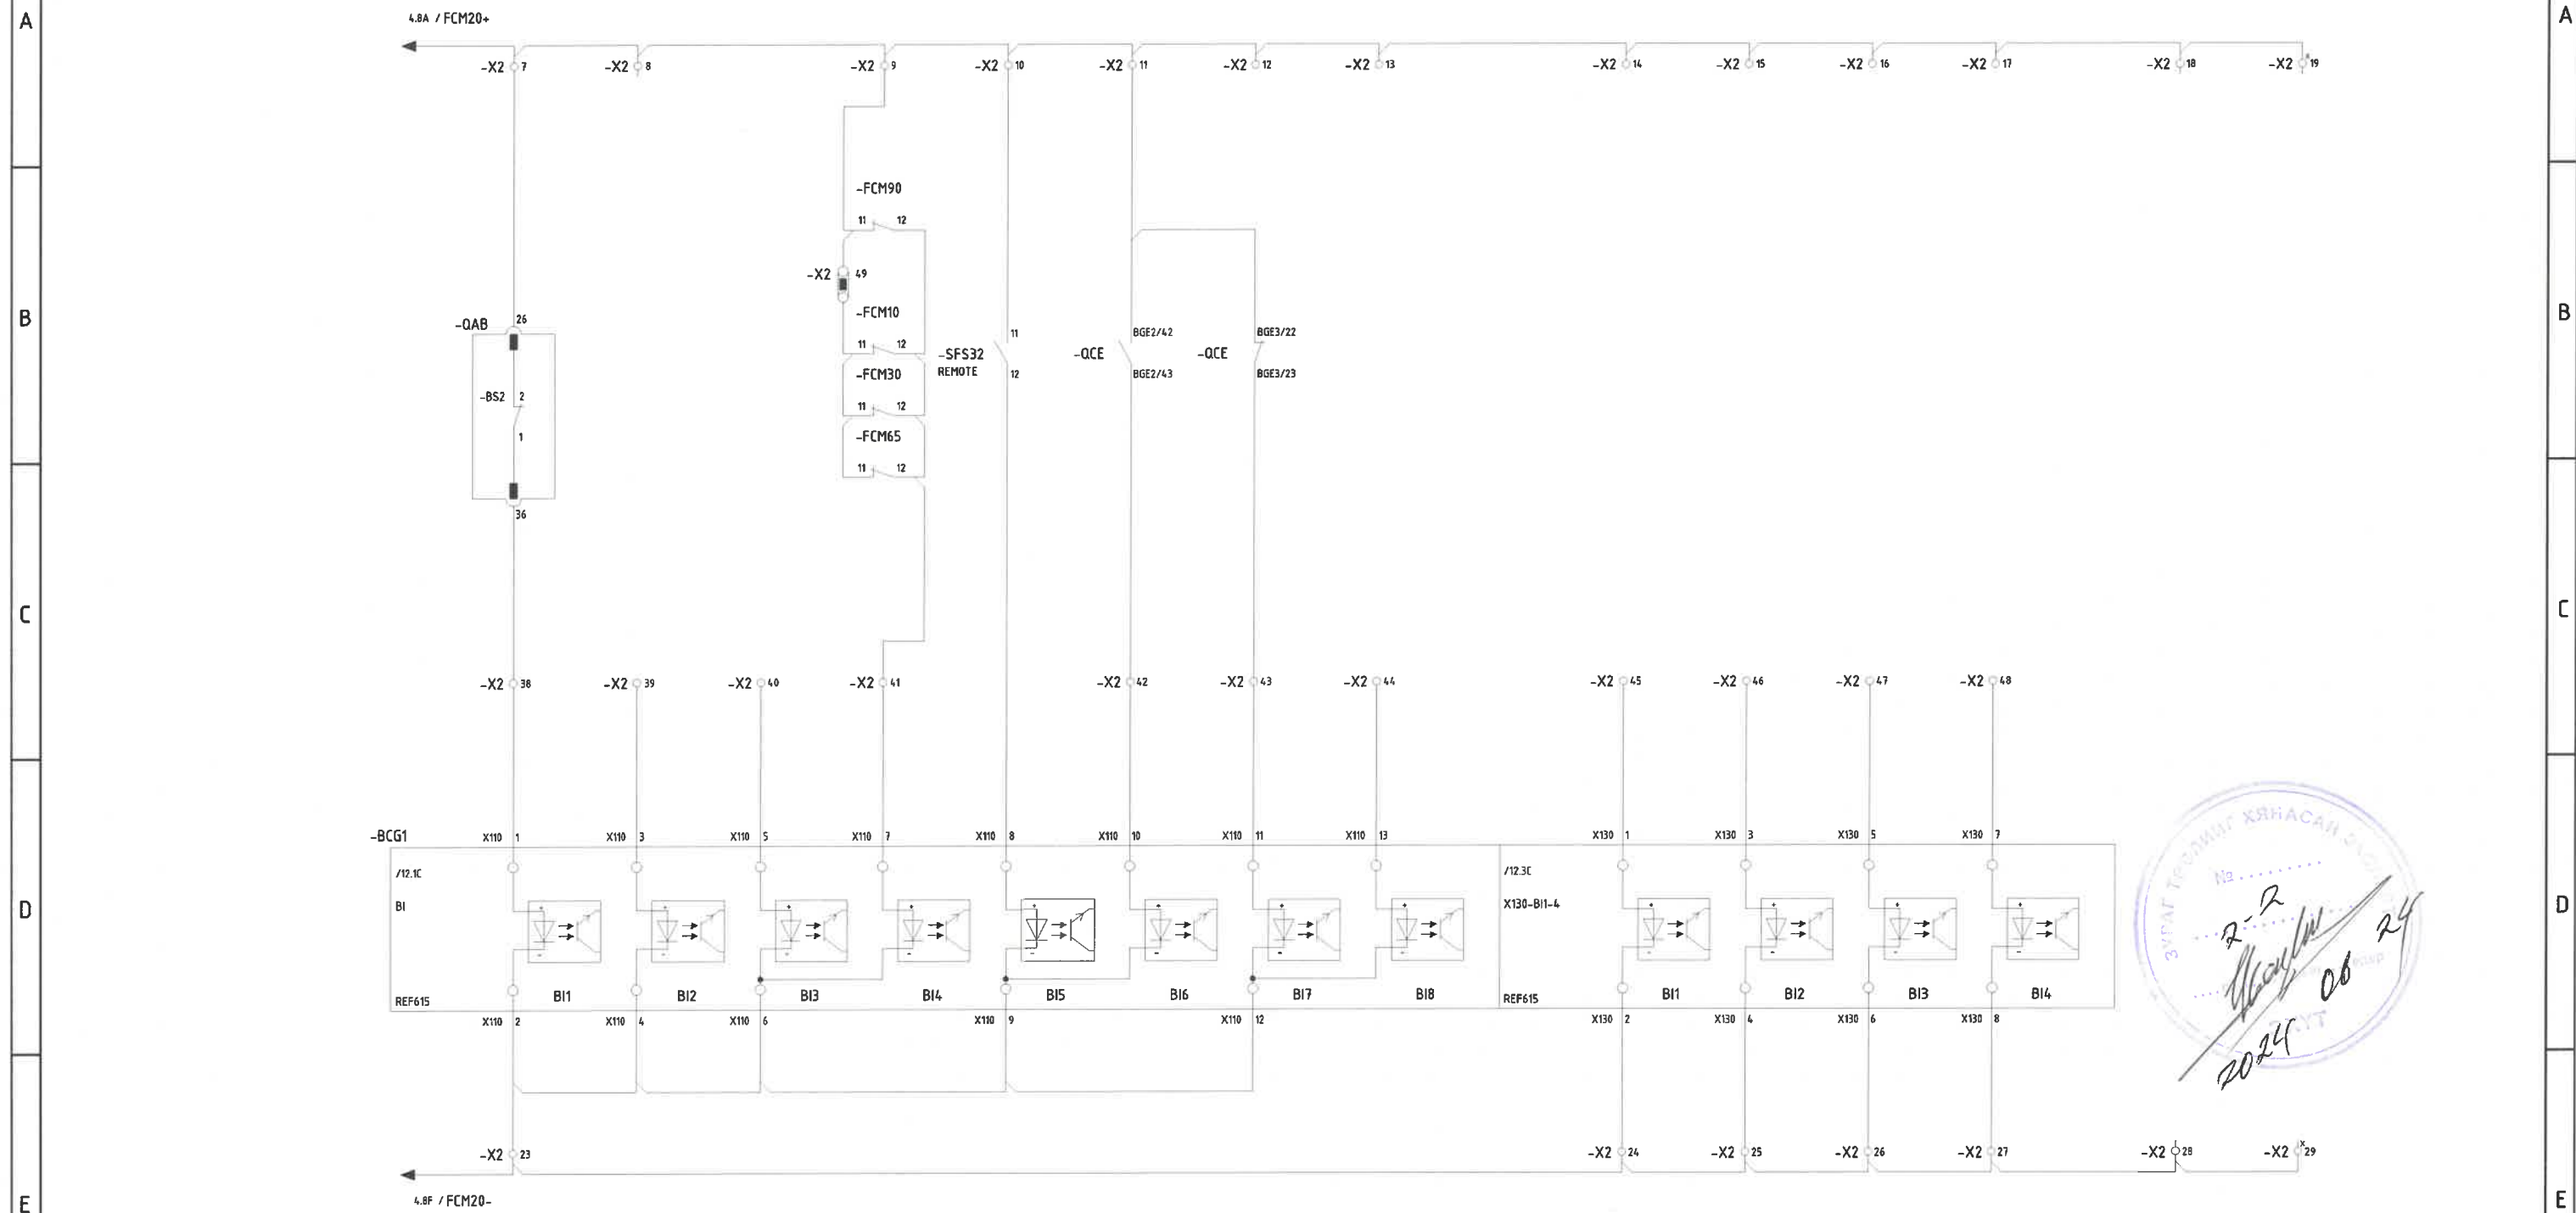 A A
4.8A / FCM20+
-X2 7 -X2 8 -X2 9 -X2 10 -X2 11 -X2 12 -X2 13 -X2 14 -X2 15 -X2 16 -X2 17 -X2 18 -X2 x 19
-FCM90
11 12
-X2 49
-FCM10
B B
-QAB 26
11 BGE2/42 BGE3/22
11 12
-SFS32 -QCE -QCE
REMOTE 12 BGE2/43 BGE3/23
-FCM30
-BS2 2
11 12
1
-FCM65
11 12
36
C C
-X2 38 -X2 39 -X2 40 -X2 41 -X2 42 -X2 43 -X2 44 -X2 45 -X2 46 -X2 47 -X2 48
-BCG1 X110 1 X110 3 X110 5 X110 7 X110 8 X110 10 X110 11 X110 13 X130 1 X130 3 X130 5 X130 7
/12.1C /12.3C
BI X130-BI1-4
D D
REF615 BI1 BI2 BI3 BI4 BI5 BI6 BI7 BI8 REF615 BI1 BI2 BI3 BI4
X110 2 X110 4 X110 6 X110 9 X110 12 X130 2 X130 4 X130 6 X130 8
ЗУРАГ ХЯНАСАН
№
2-2
2024 06 24
-X2 23 -X2 24 -X2 25 -X2 26 -X2 27 -X2 28 -X2 x 29
4.8F / FCM20-
E E